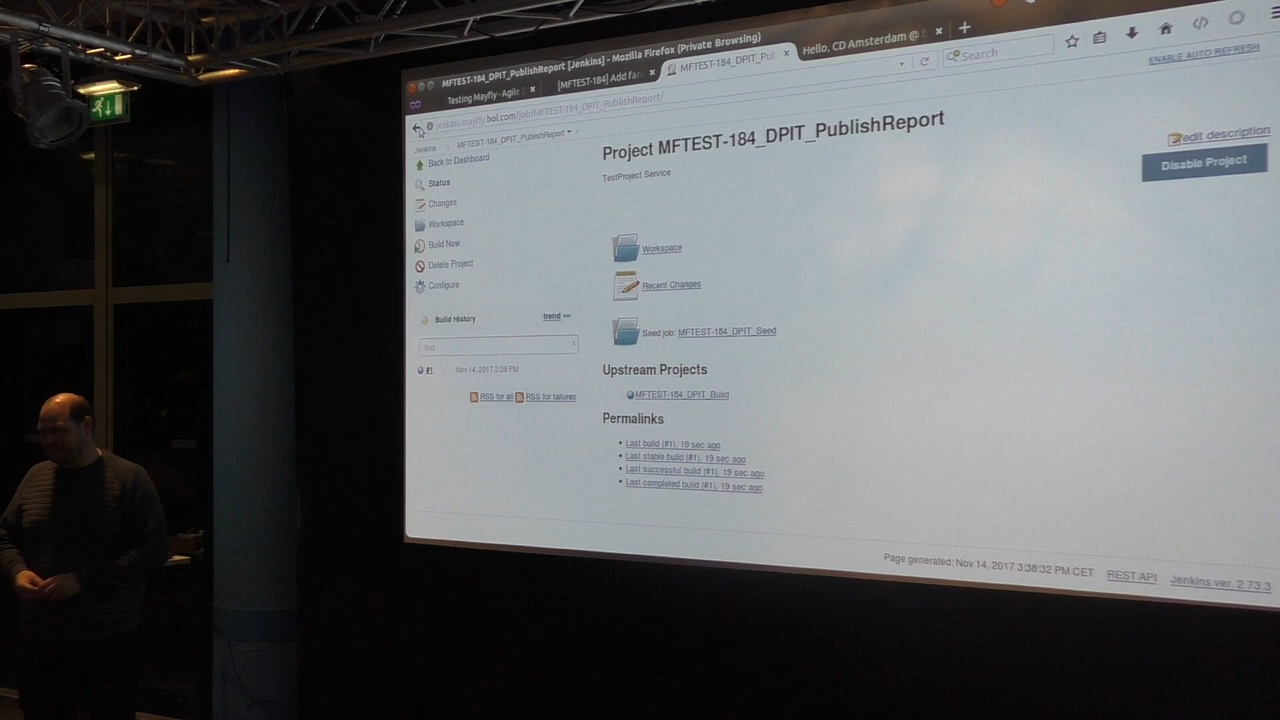 MFTEST-184_DPIT_PublishReport [Jenkins] - Mozilla Firefox (Private Browsing)
Testing Mayfly - Agile
[MFTEST-184] Add
MFTEST-184_DPIT_Pu
Hello, CD Amsterdam @
jenkins.mayfly.bol.com/job/MFTEST-184_DPIT_PublishReport/
Search
Jenkins
MFTEST-184_DPIT_PublishReport
ENABLE AUTO REFRESH
Back to Dashboard
Status
Changes
Workspace
Build Now
Delete Project
Configure
Build History
trend
find
x
#1
Nov 14, 2017 3:38 PM
RSS for all
RSS for failures
Project MFTEST-184_DPIT_PublishReport
TestProject Service
edit description
Disable Project
Workspace
Recent Changes
Seed job: MFTEST-184_DPIT_Seed
Upstream Projects
MFTEST-184_DPIT_Build
Permalinks
Last build (#1), 19 sec ago
Last stable build (#1), 19 sec ago
Last successful build (#1), 19 sec ago
Last completed build (#1), 19 sec ago
Page generated: Nov 14, 2017 3:38:32 PM CET
REST API
Jenkins ver. 2.73.3